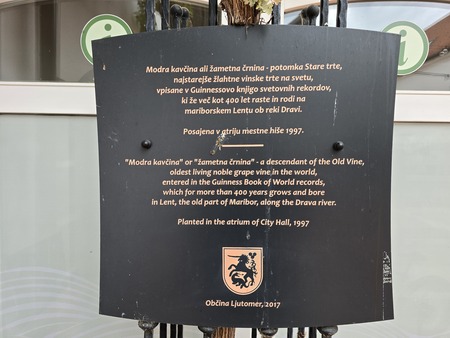 Modra kavčina ali žametna črnina - potomka Stare trte,
najstarejše žlahtne vinske trte na svetu,
vpisane v Guinnessovo knjigo svetovnih rekordov,
ki že več kot 400 let raste in rodi na
mariborskem Lentu ob reki Dravi.
Posajena v atriju mestne hiše 1997.
"Modra kavčina" or "žametna črnina" - a descendant of the Old Vine,
oldest living noble grape vine in the world,
entered in the Guinness Book of World records,
which for more than 400 years grows and bore
in Lent, the old part of Maribor, along the Drava river.
Planted in the atrium of City Hall, 1997
Občina Ljutomer, 2017